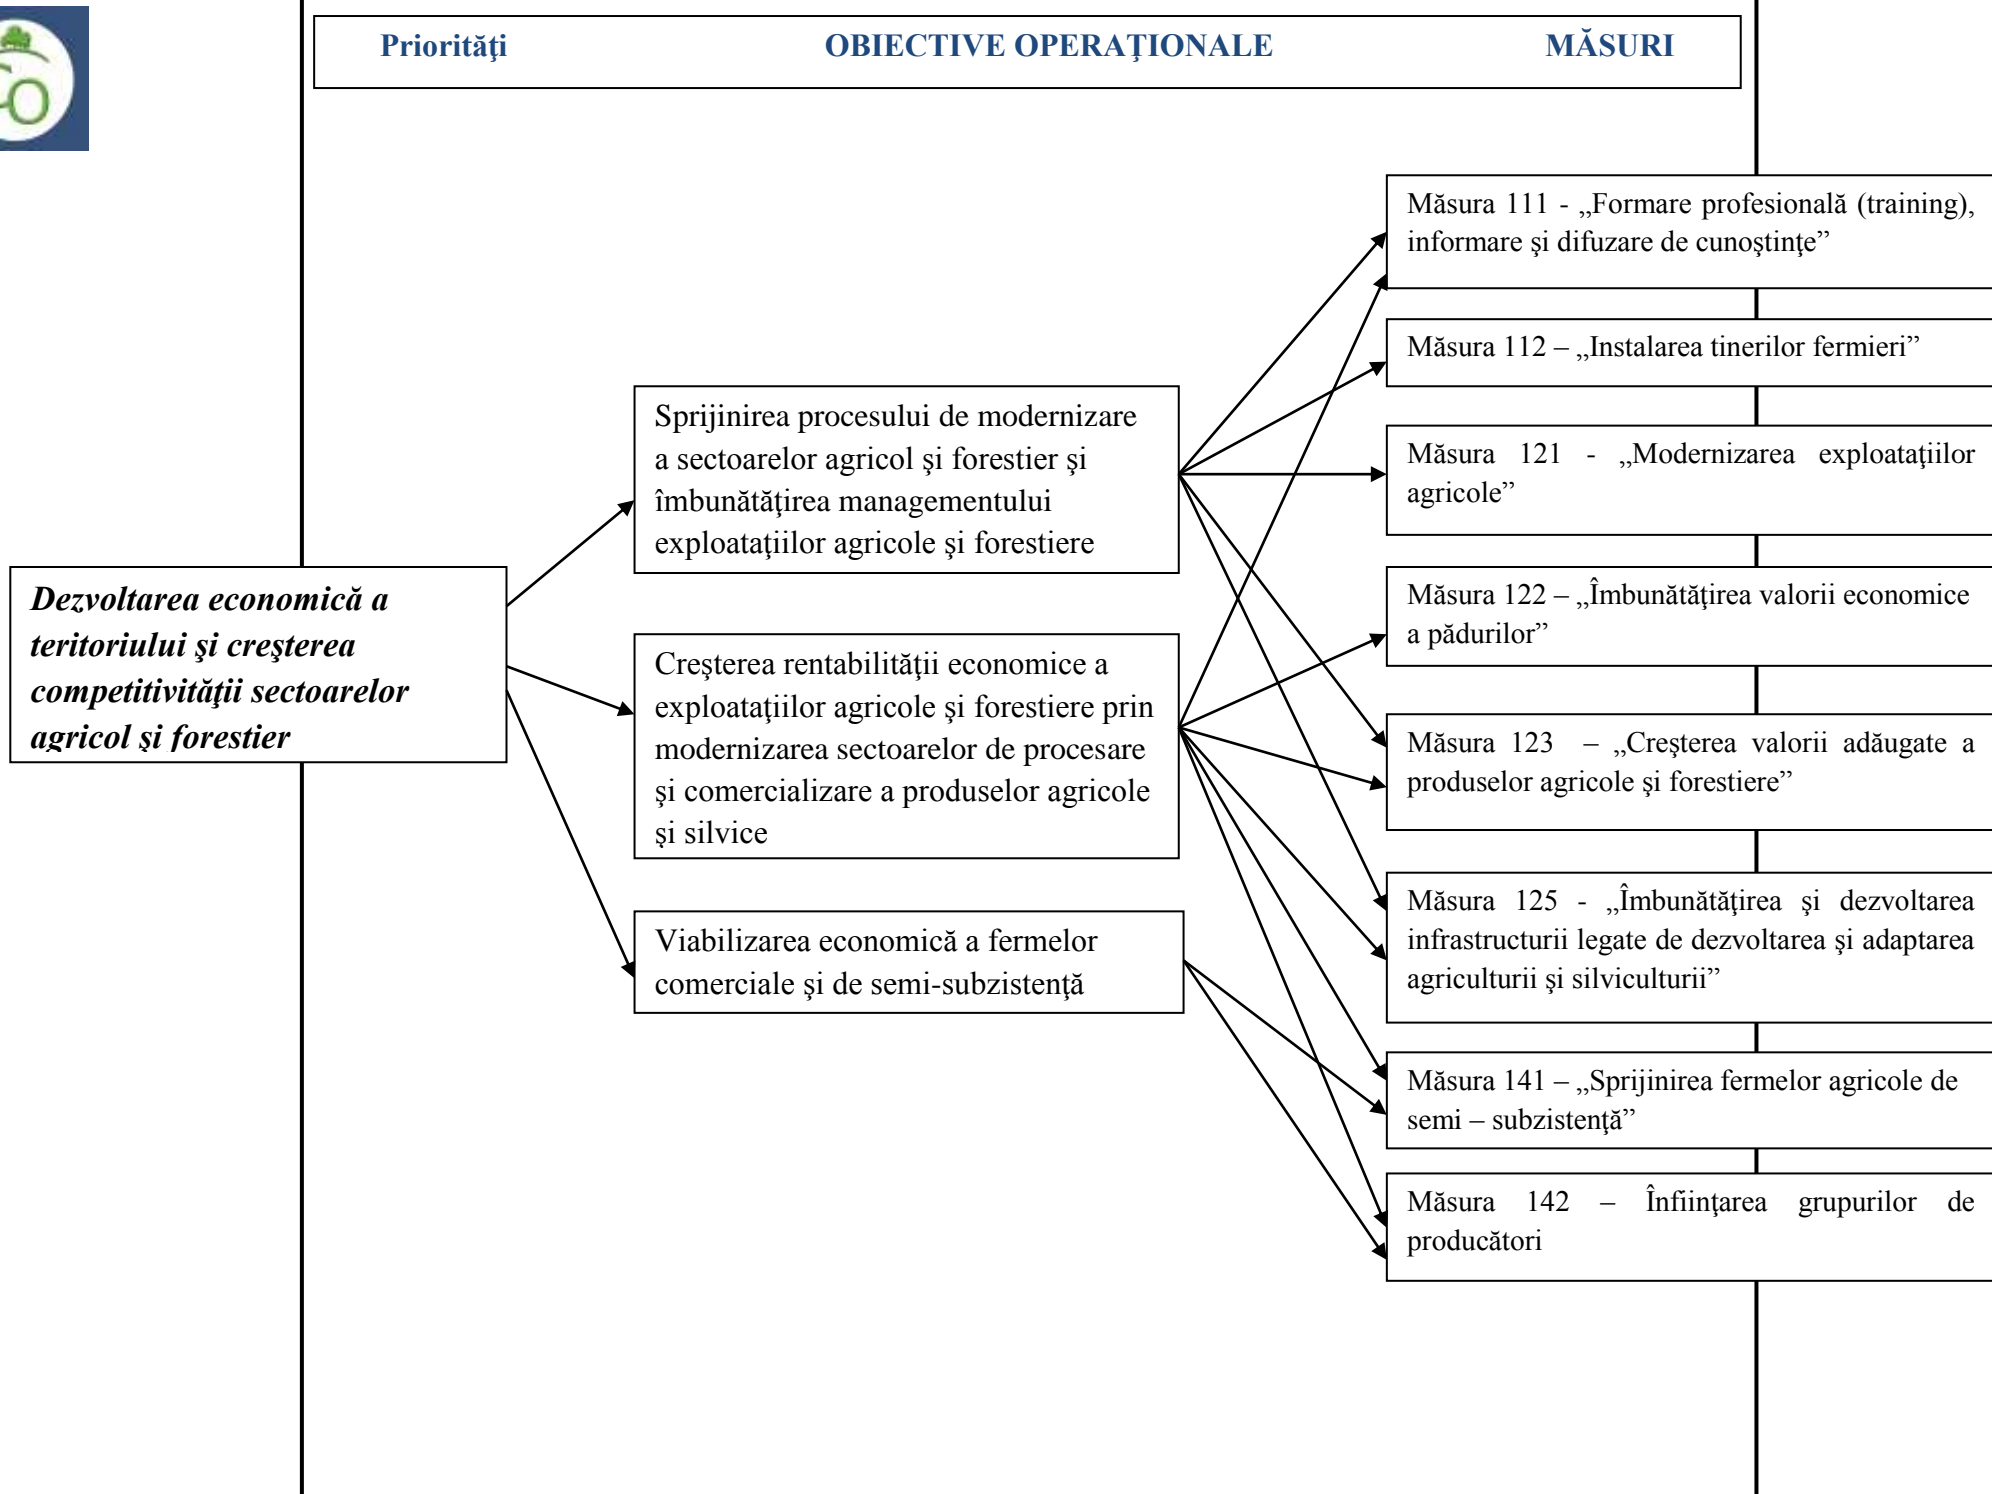 Priorităţi OBIECTIVE OPERAŢIONALE MĂSURI
Dezvoltarea economică a
teritoriului şi creşterea
competitivităţii sectoarelor
agricol şi forestier
Sprijinirea procesului de modernizare
a sectoarelor agricol şi forestier şi
îmbunătăţirea managementului
exploataţiilor agricole şi forestiere
Creşterea rentabilităţii economice a
exploataţiilor agricole şi forestiere prin
modernizarea sectoarelor de procesare
şi comercializare a produselor agricole
şi silvice
Viabilizarea economică a fermelor
comerciale şi de semi-subzistenţă
Măsura 111 - „Formare profesională (training),
informare şi difuzare de cunoştinţe”
Măsura 112 – „Instalarea tinerilor fermieri”
Măsura 121 - „Modernizarea exploataţiilor
agricole”
Măsura 122 – „Îmbunătăţirea valorii economice
a pădurilor”
Măsura 123 – „Creşterea valorii adăugate a
produselor agricole şi forestiere”
Măsura 125 - „Îmbunătăţirea şi dezvoltarea
infrastructurii legate de dezvoltarea şi adaptarea
agriculturii şi silviculturii”
Măsura 141 – „Sprijinirea fermelor agricole de
semi – subzistenţă”
Măsura 142 – Înfiinţarea grupurilor de
producători